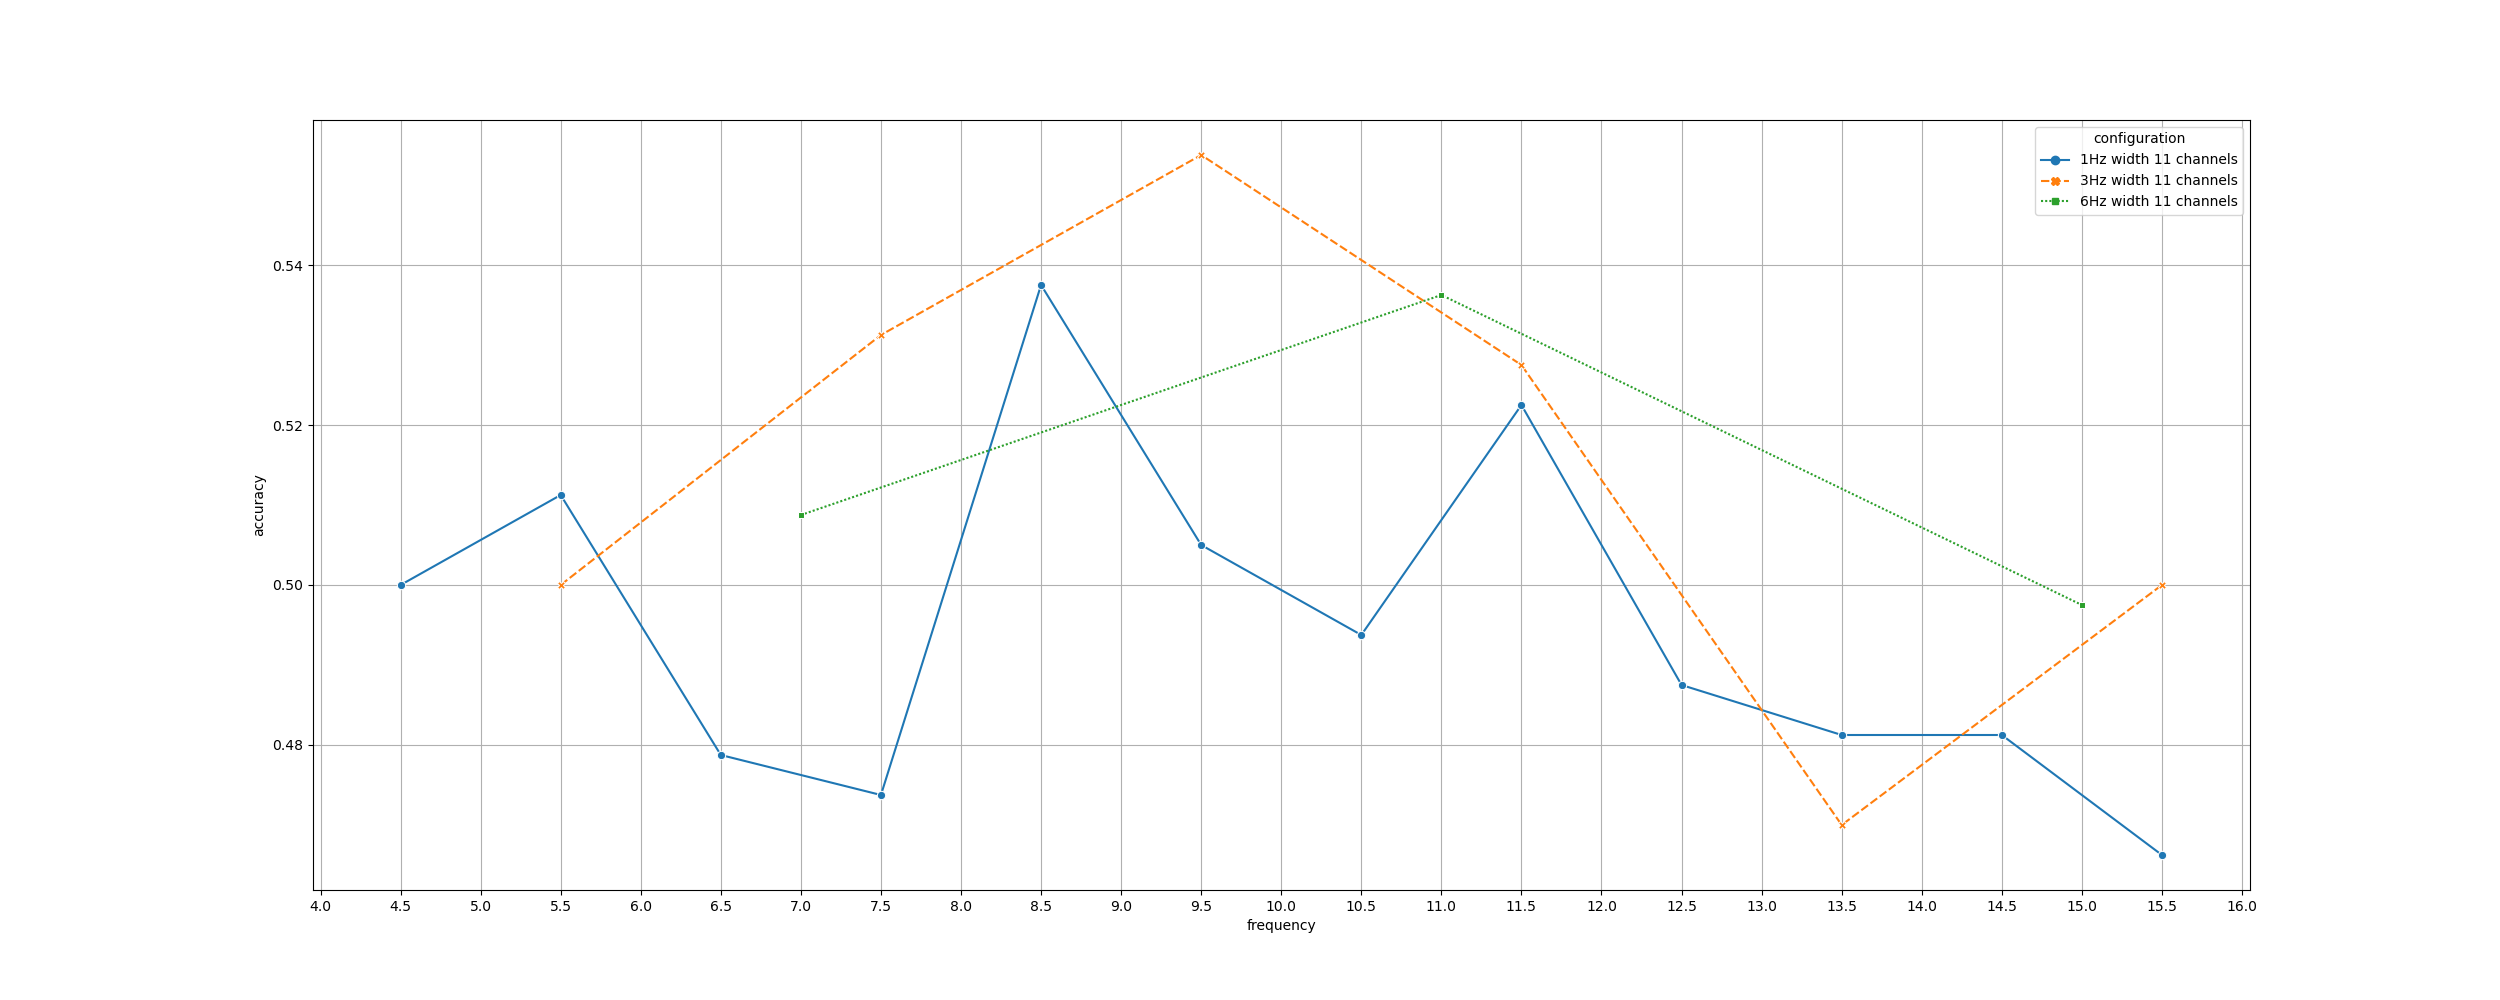 configuration
1Hz width 11 channels
3Hz width 11 channels
6Hz width 11 channels
accuracy
0.54
0.52
0.50
0.48
4.0 4.5 5.0 5.5 6.0 6.5 7.0 7.5 8.0 8.5 9.0 9.5 10.0 10.5 11.0 11.5 12.0 12.5 13.0 13.5 14.0 14.5 15.0 15.5 16.0
frequency